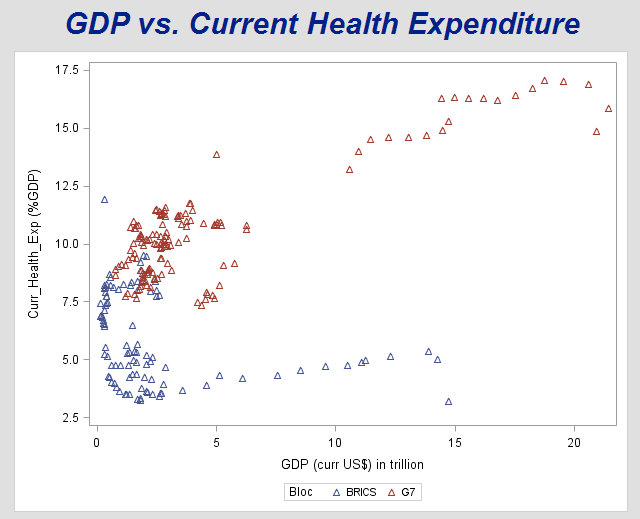 GDP vs. Current Health Expenditure
17.5
15.0
12.5
10.0
7.5
5.0
2.5
Curr_Health_Exp (%GDP)
0 5 10 15 20
GDP (curr US$) in trillion
Bloc BRICS G7